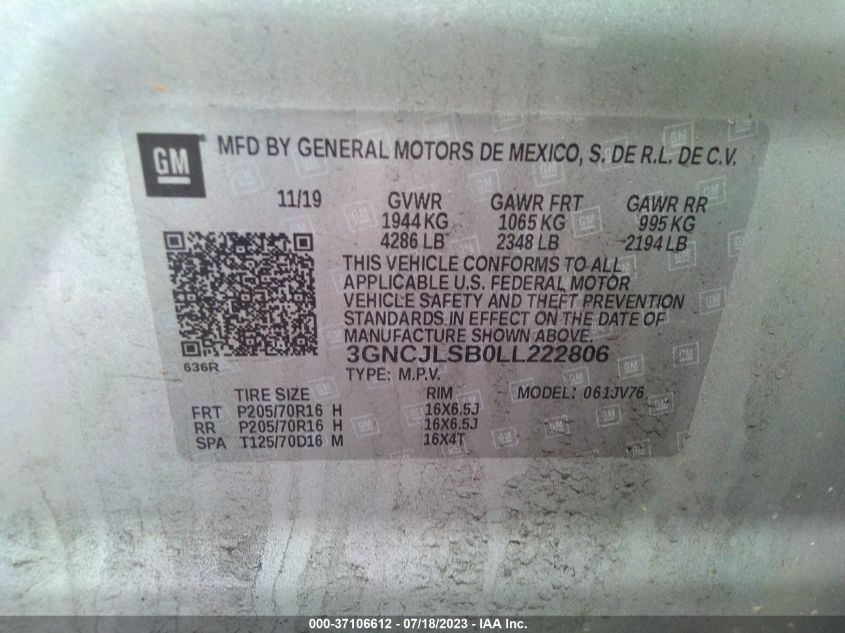 GM
MFD BY GENERAL MOTORS DE MEXICO, S. DE R.L. DE C.V.
11/19 GVWR GAWR FRT GAWR RR
1944 KG 1065 KG 995 KG
4286 LB 2348 LB 2194 LB
THIS VEHICLE CONFORMS TO ALL
APPLICABLE U.S. FEDERAL MOTOR
VEHICLE SAFETY AND THEFT PREVENTION
STANDARDS IN EFFECT ON THE DATE OF
MANUFACTURE SHOWN ABOVE.
3GNCJLSB0LL222806
636R
TYPE: M.P.V.
TIRE SIZE RIM MODEL: 061JV76
FRT P205/70R16 H 16X6.5J
RR P205/70R16 H 16X6.5J
SPA T125/70D16 M 16X4T
000-37106612 - 07/18/2023 - IAA Inc.